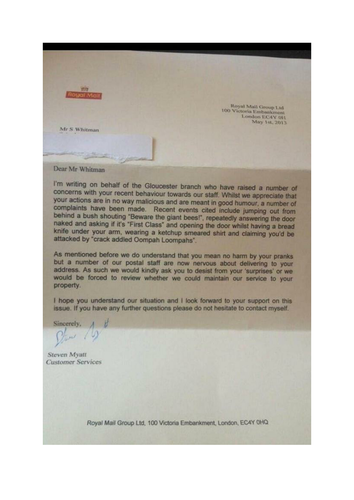 Royal Mail
Royal Mail Group Ltd
100 Victoria Embankment
London EC4Y 0H
May 1st, 2013
Mr S Whitman
Dear Mr Whitman
I'm writing on behalf of the Gloucester branch who have raised a number of
concerns with your recent behaviour towards our staff. Whilst we appreciate that
your actions are in no way malicious and are meant in good humour, a number of
complaints have been made. Recent events cited include jumping out from
behind a bush shouting "Beware the giant bees!", repeatedly answering the door
naked and asking if it's "First Class" and opening the door whilst having a bread
knife under your arm, wearing a ketchup smeared shirt and claiming you'd be
attacked by "crack addled Oompah Loompahs".
As mentioned before we do understand that you mean no harm by your pranks
but a number of our postal staff are now nervous about delivering to your
address. As such we would kindly ask you to desist from your 'surprises' or we
would be forced to review whether we could maintain our service to your
property.
I hope you understand our situation and I look forward to your support on this
issue. If you have any further questions please do not hesitate to contact myself.
Sincerely,
Steven Myatt
Customer Services
Royal Mail Group Ltd, 100 Victoria Embankment, London, EC4Y 0HQ